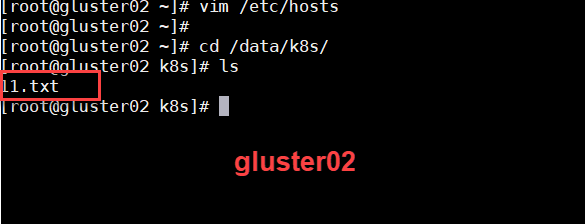 [root@gluster02 ~]# vim /etc/hosts
[root@gluster02 ~]#
[root@gluster02 ~]# cd /data/k8s/
[root@gluster02 k8s]# ls
11.txt
[root@gluster02 k8s]#
gluster02